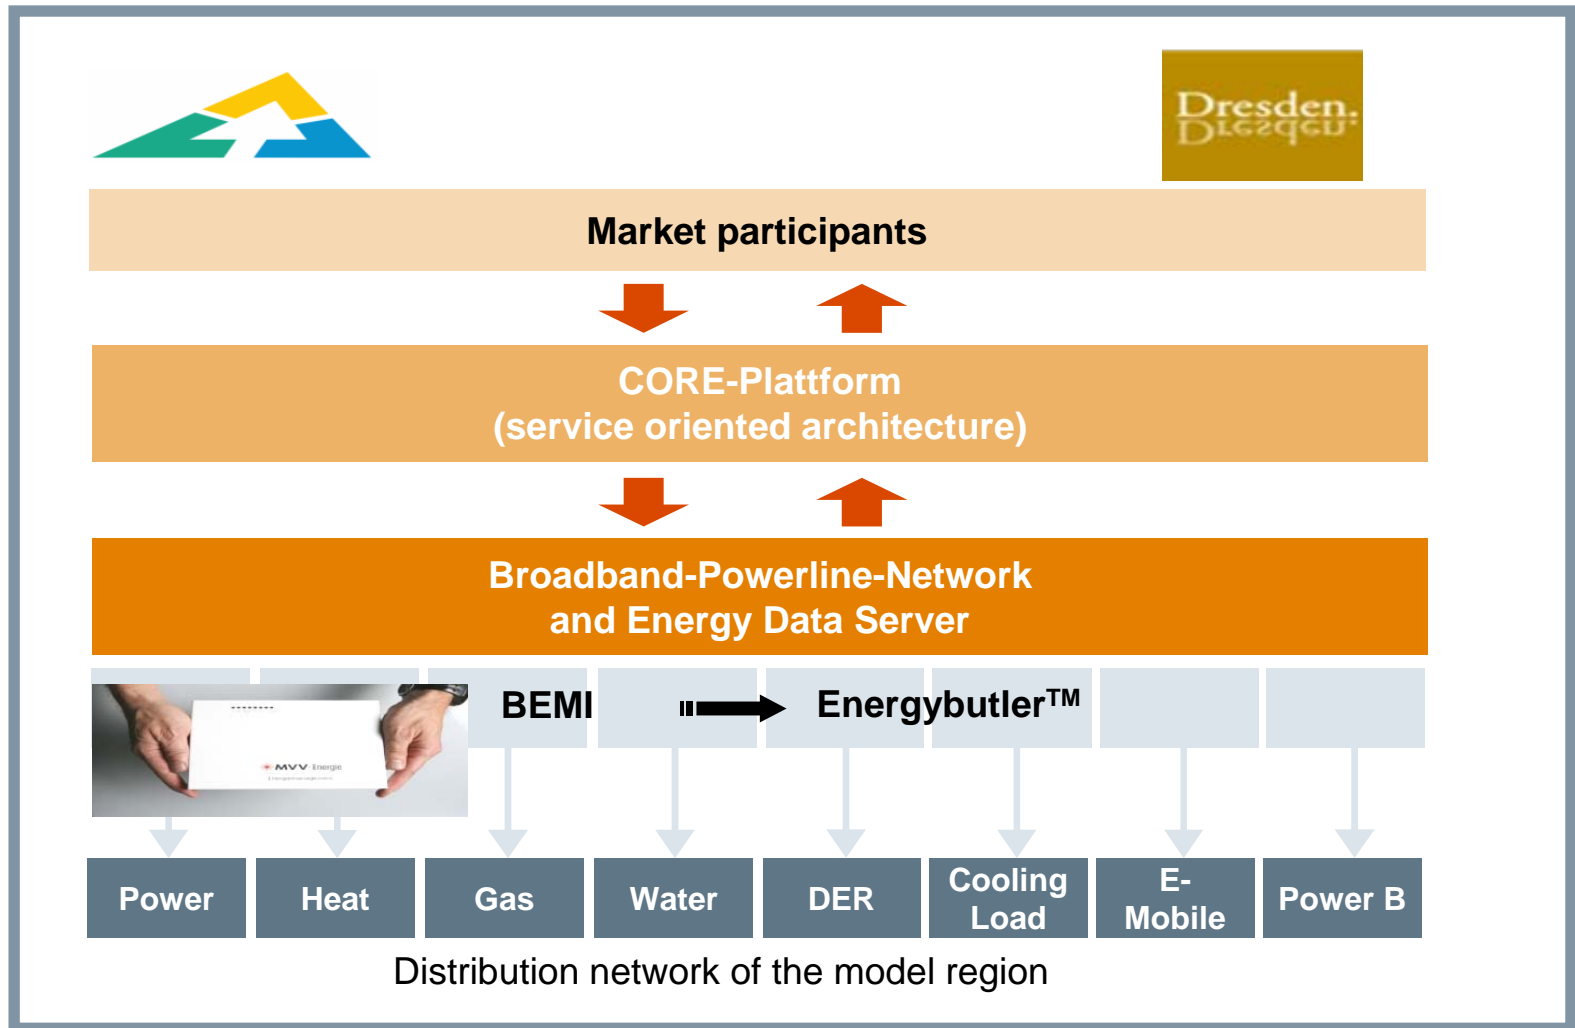 Dresden.
Market participants
CORE-Plattform
(service oriented architecture)
Broadband-Powerline-Network
and Energy Data Server
BEMI
Energybutler™
MVV Energie
Power
Heat
Gas
Water
DER
Cooling
Load
E-
Mobile
Power B
Distribution network of the model region